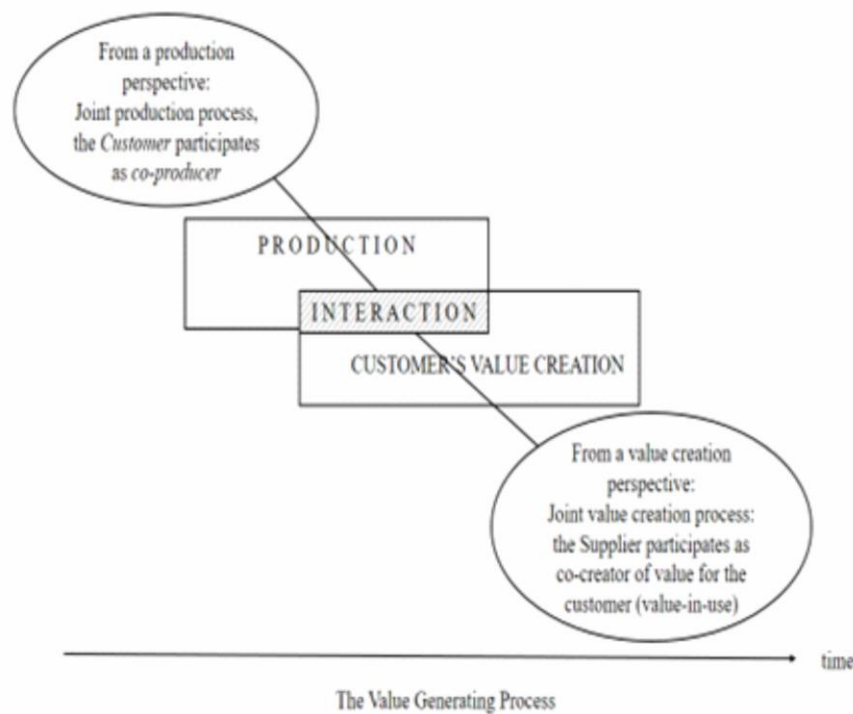 From a production
perspective:
Joint production process,
the Customer participates
as co-producer
PRODUCTION
INTERACTION
CUSTOMER'S VALUE CREATION
From a value creation
perspective:
Joint value creation process:
the Supplier participates as
co-creator of value for the
customer (value-in-use)
time
The Value Generating Process